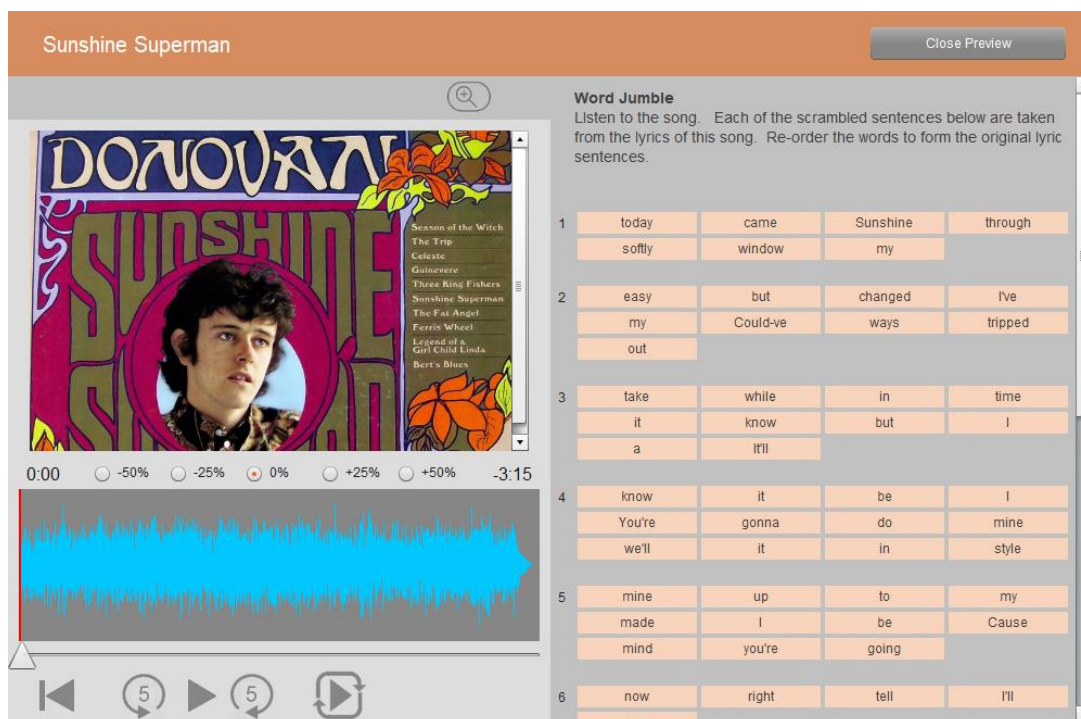 Sunshine Superman
Close Preview
DONOVAN
SUNSHINE
Season of the Witch
The Trip
Celeste
Guinevere
Three King Fishers
Sunshine Superman
The Fat Angel
Ferris Wheel
Legend of a
Girl Child Linda
Bert's Blues
0:00 -50% -25% 0% +25% +50% -3:15
5 5
Word Jumble
LIsten to the song. Each of the scrambled sentences below are taken
from the lyrics of this song. Re-order the words to form the original lyric
sentences.
1 today came Sunshine through
softly window my
2 easy but changed I've
my Could-ve ways tripped
out
3 take while in time
it know but I
a It'll
4 know it be I
You're gonna do mine
we'll it in style
5 mine up to my
made I be Cause
mind you're going
6 now right tell I'll